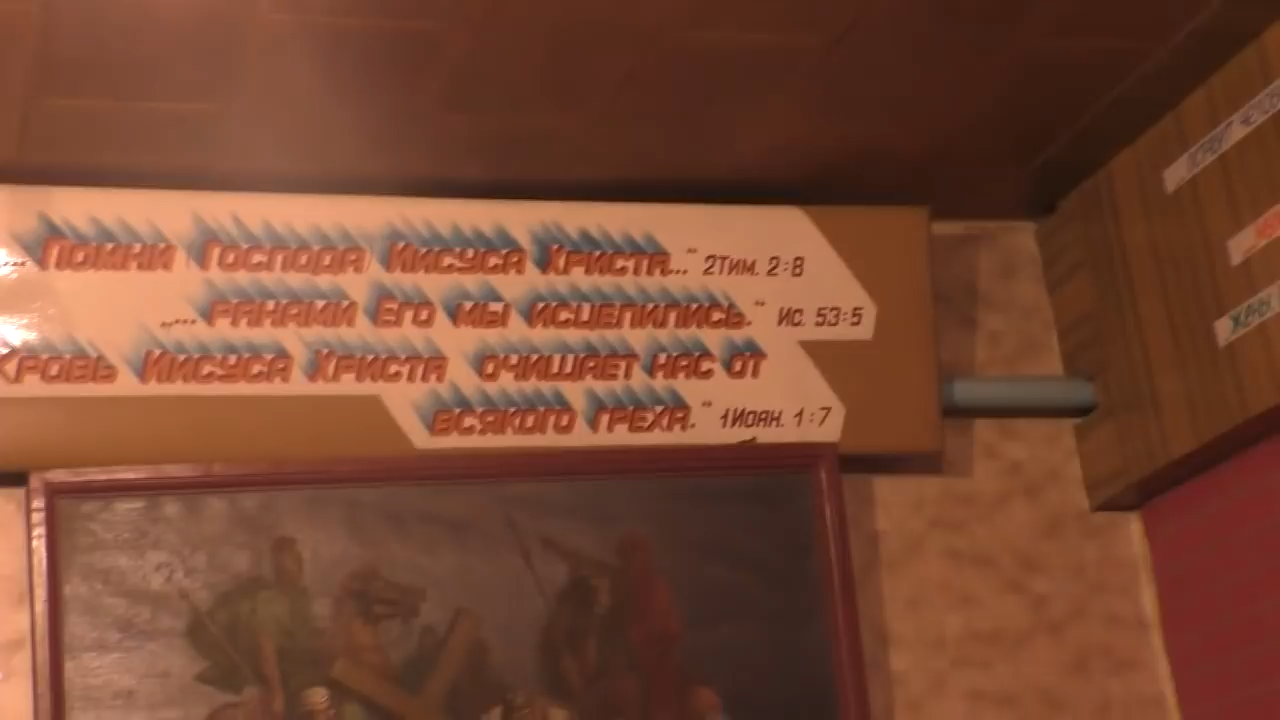 ...Помни Господа Иисуса Христа..." 2Тим. 2:8
„... ранами Его мы исцелились." Ис. 53:5
Кровь Иисуса Христа очищает нас от
всякого греха." 1Иоан. 1:7